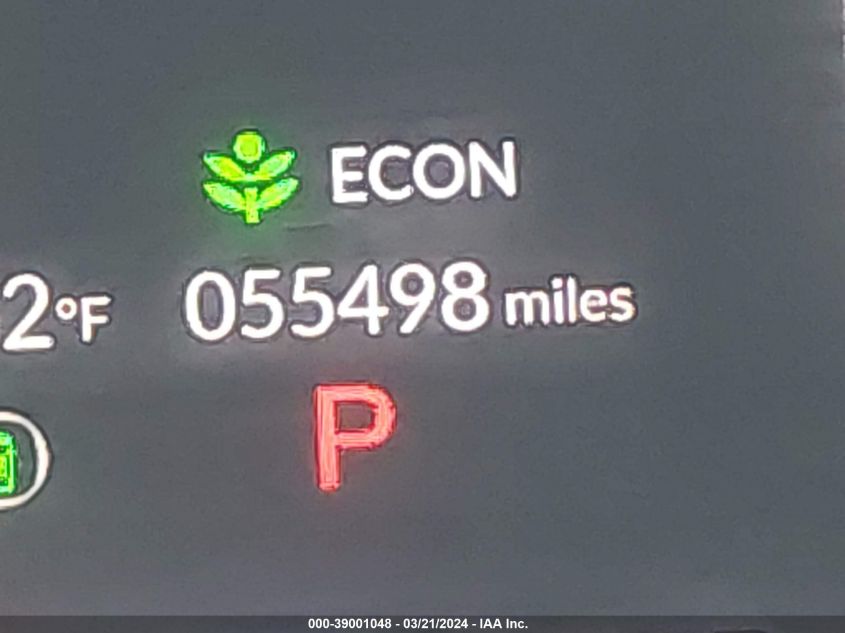 ECON
2°F 055498 miles
P
000-39001048 - 03/21/2024 - IAA Inc.